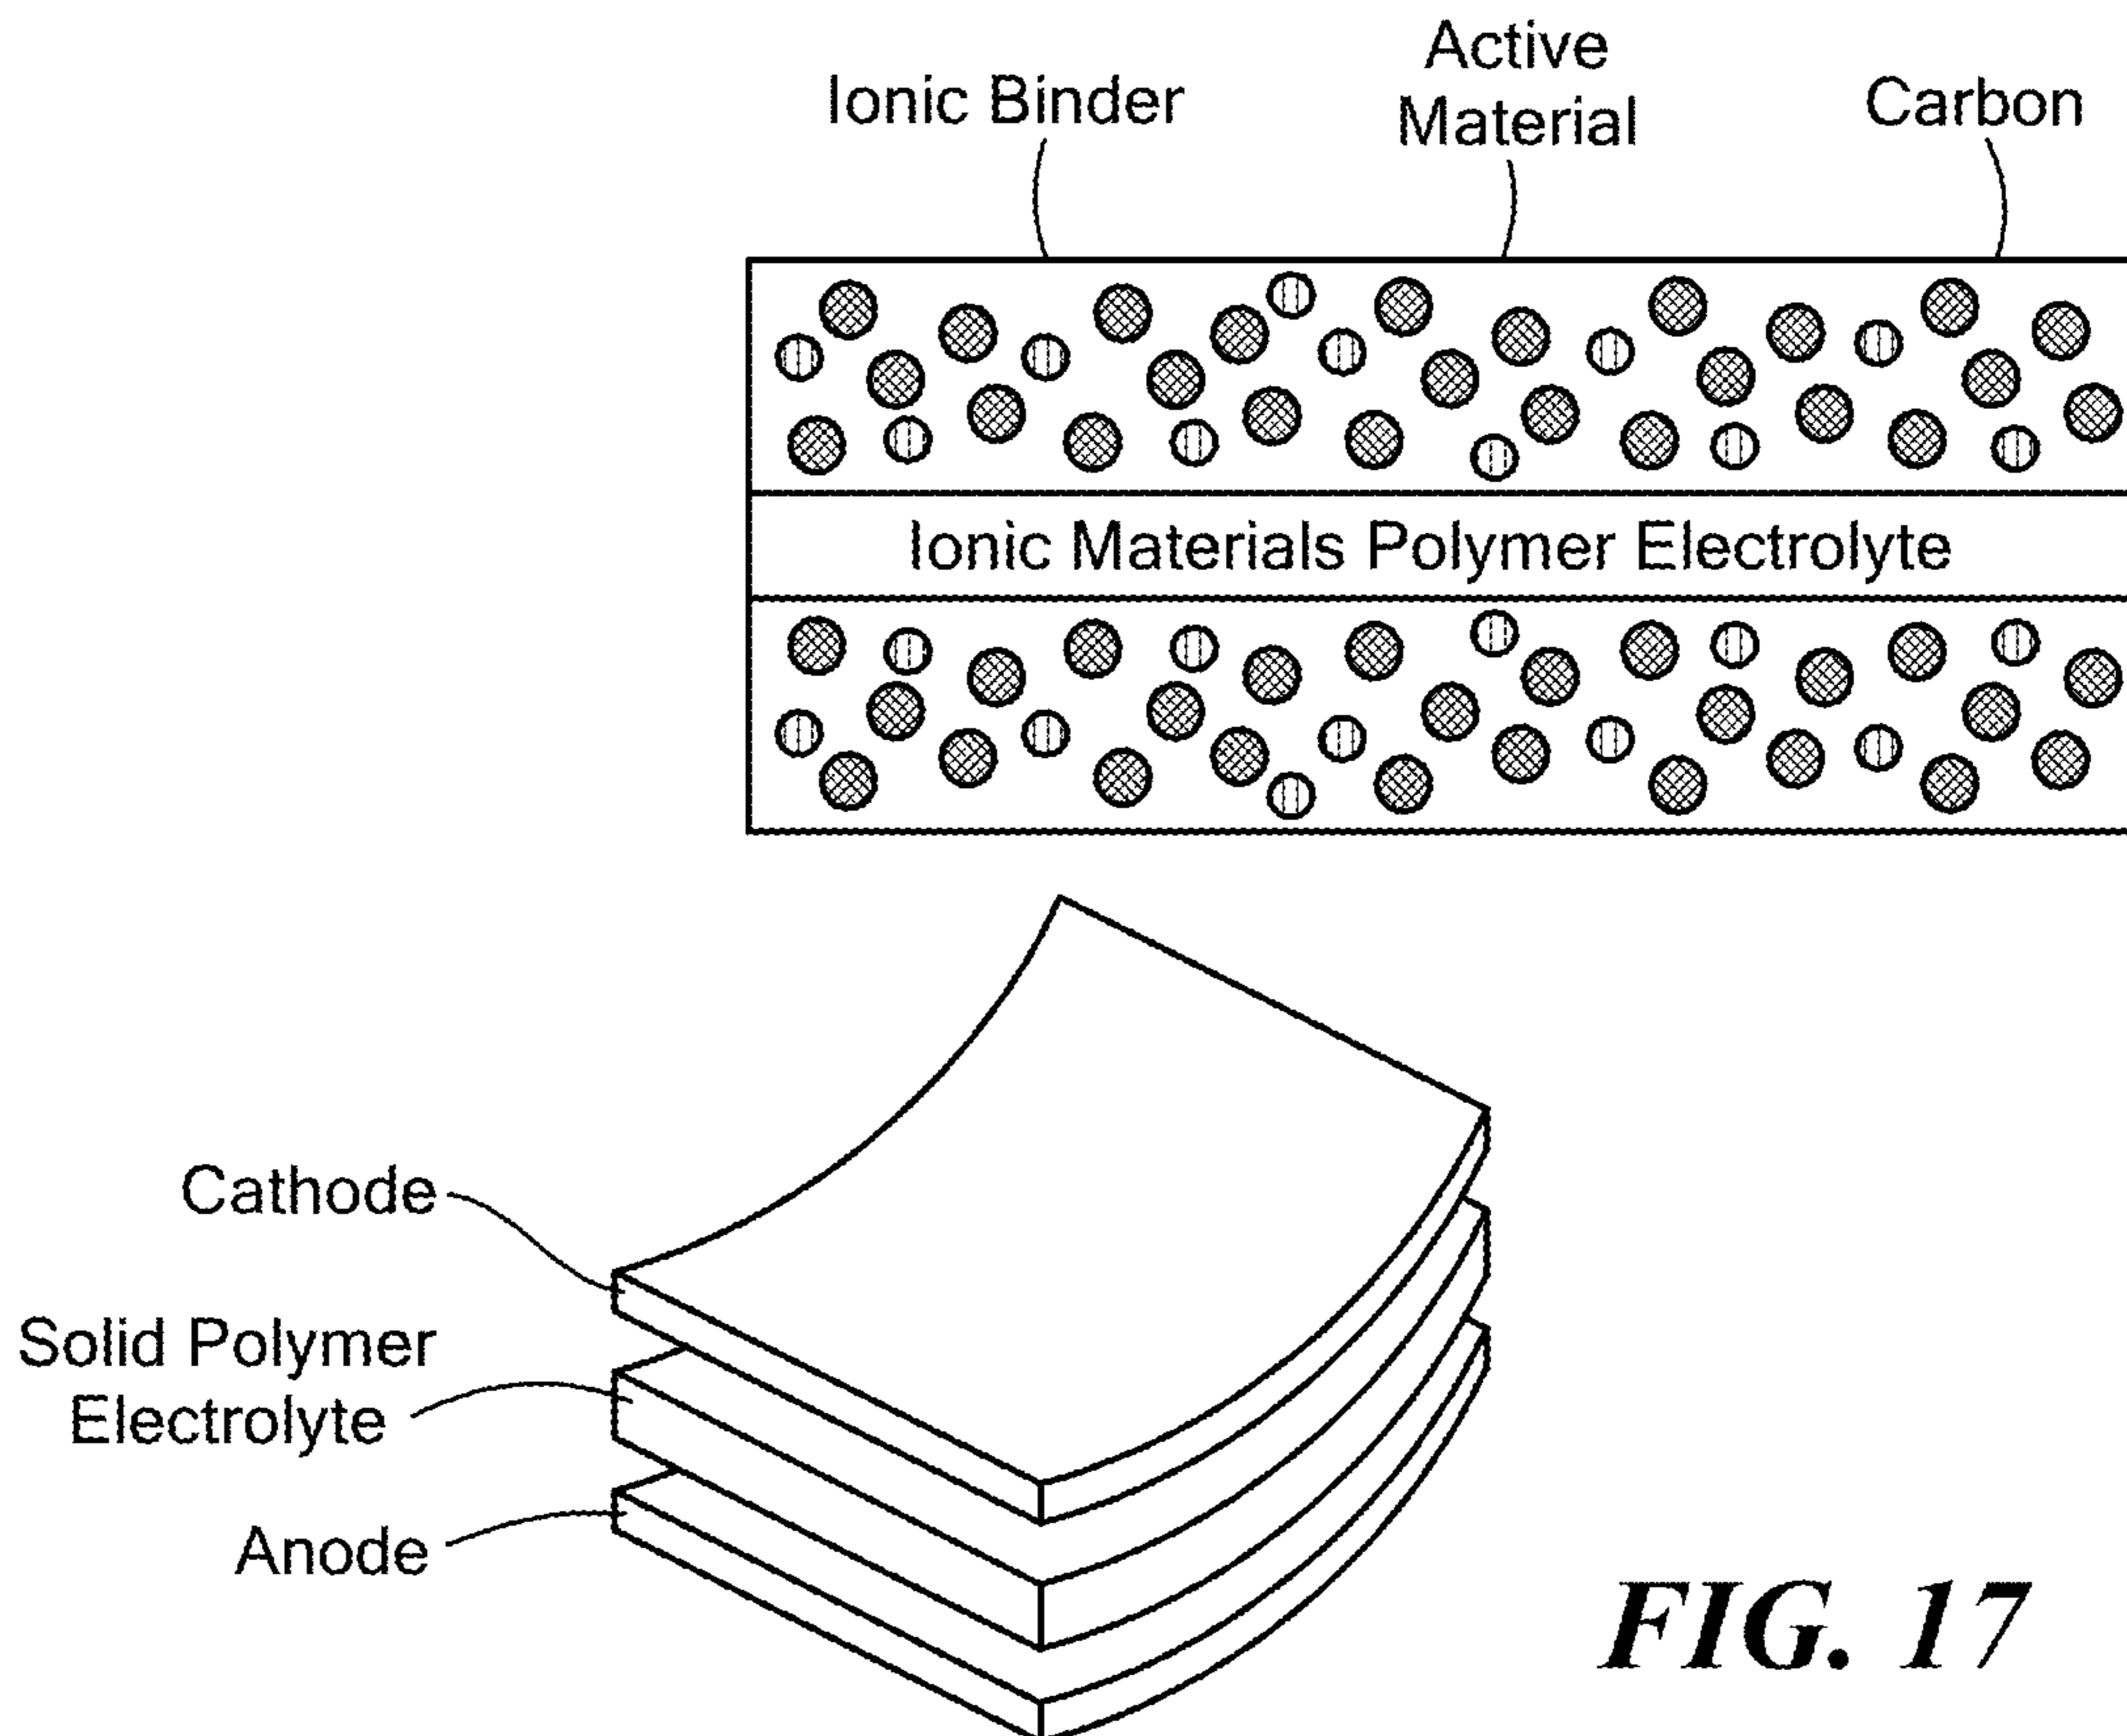 Ionic Binder
Active
Material
Carbon
Ionic Materials Polymer Electrolyte
Cathode
Solid Polymer
Electrolyte
Anode
FIG. 17